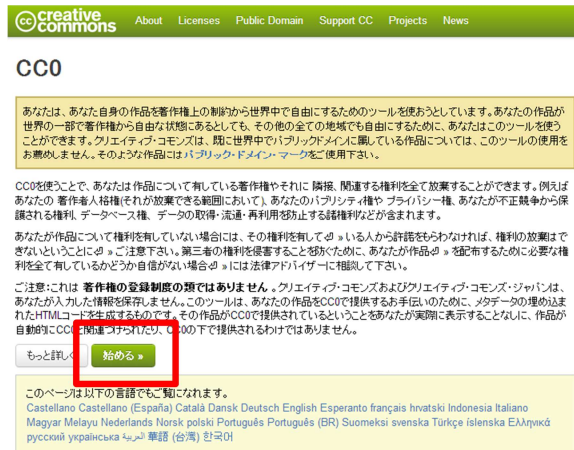 cc creative commons About Licenses Public Domain Support CC Projects News
CC0
あなたは、あなた自身の作品を著作権上の制約から世界中で自由にするためのツールを使おうとしています。あなたの作品が
世界の一部で著作権から自由な状態にあるとしても、その他の全ての地域でも自由にするために、あなたはこのツールを使う
ことができます。クリエイティブ・コモンズは、既に世界中でパブリックドメインに属している作品については、このツールの使用を
お薦めしません。そのような作品にはパブリック・ドメイン・マークをご使用下さい。
CC0を使うことで、あなたは作品について有している著作権やそれに 隣接、関連する権利を全て放棄することができます。例えば
あなたの 著作者人格権(それが放棄できる範囲において)、あなたのパブリシティ権や プライバシー権、あなたが不正競争から保
護される権利、データベース権、データの取得・流通・再利用を防止する諸権利などが含まれます。
あなたが作品について権利を有していない場合には、その権利を有して い る人から許諾をもらわなければ、権利の放棄はで
きないということに ご注意下さい。第三者の権利を侵害することを防ぐために、あなたが作品 を配布するために必要な権
利を全て有しているかどうか自信がない場合 には法律アドバイザーに相談して下さい。
ご注意:これは 著作権の登録制度の類ではありません 。クリエイティブ・コモンズおよびクリエイティブ・コモンズ・ジャパンは、
あなたが入力した情報を保存しません。このツールは、あなたの作品をCC0で提供するお手伝いのために、メタデータの埋め込ま
れたHTMLコードを生成するものです。その作品がCC0で提供されているということをあなたが実際に表示することなしに、作品が
自動的にCC0と関連づけられたり、CC0の下で提供されるわけではありません。
もっと詳しく 始める »
このページは以下の言語でもご覧になれます。
Castellano Castellano (España) Català Dansk Deutsch English Esperanto français hrvatski Indonesia Italiano
Magyar Melayu Nederlands Norsk polski Português Português (BR) Suomeksi svenska Türkçe íslenska Ελληνικά
русский українська العربية 華語 (台灣) 한국어